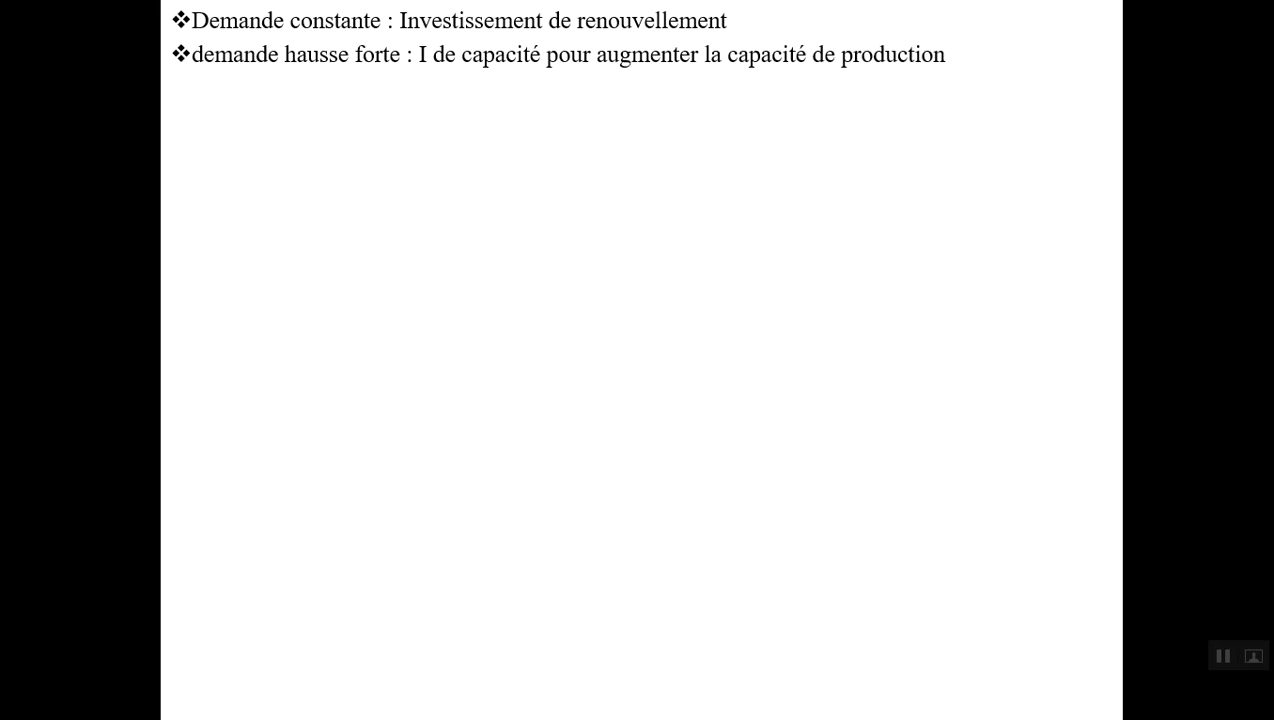 ❖Demande constante : Investissement de renouvellement
❖demande hausse forte : I de capacité pour augmenter la capacité de production